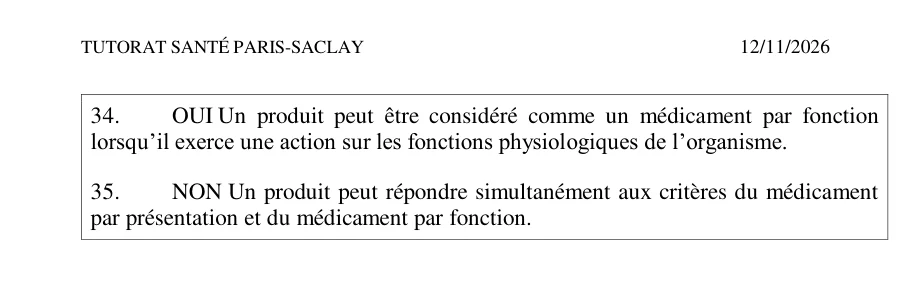 TUTORAT SANTÉ PARIS-SACLAY 12/11/2026
34. OUI Un produit peut être considéré comme un médicament par fonction
lorsqu’il exerce une action sur les fonctions physiologiques de l’organisme.
35. NON Un produit peut répondre simultanément aux critères du médicament
par présentation et du médicament par fonction.